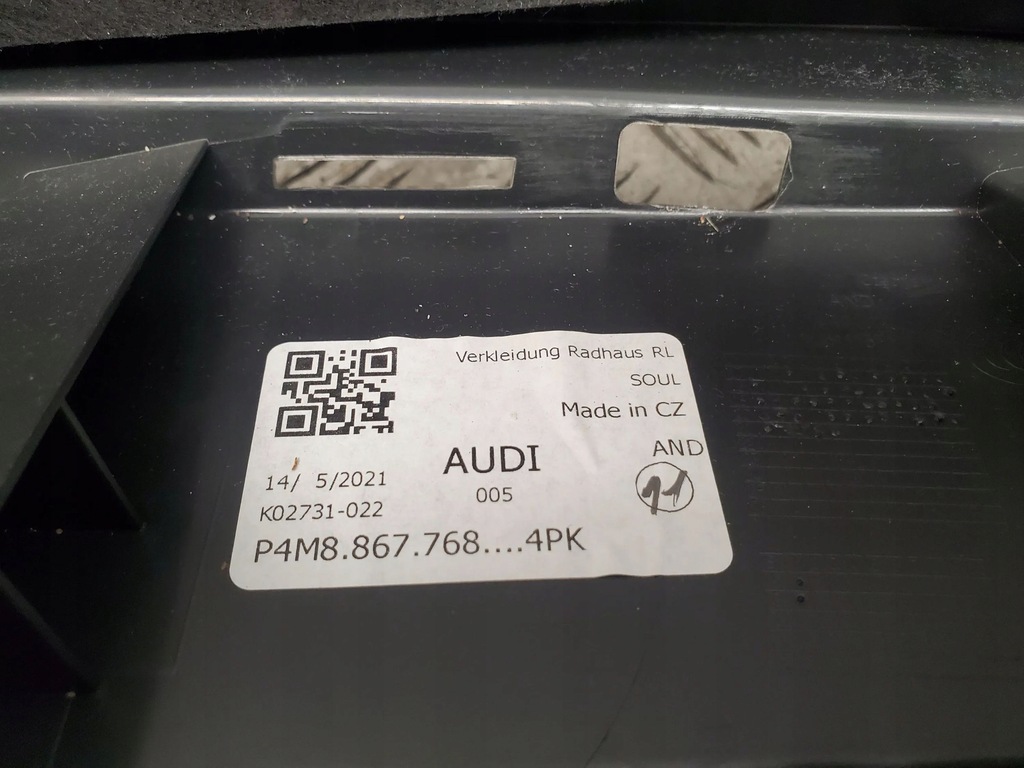 Verkleidung Radhaus RL
SOUL
Made in CZ
AND
AUDI
005
14/ 5/2021
K02731-022
P4M8.867.768....4PK